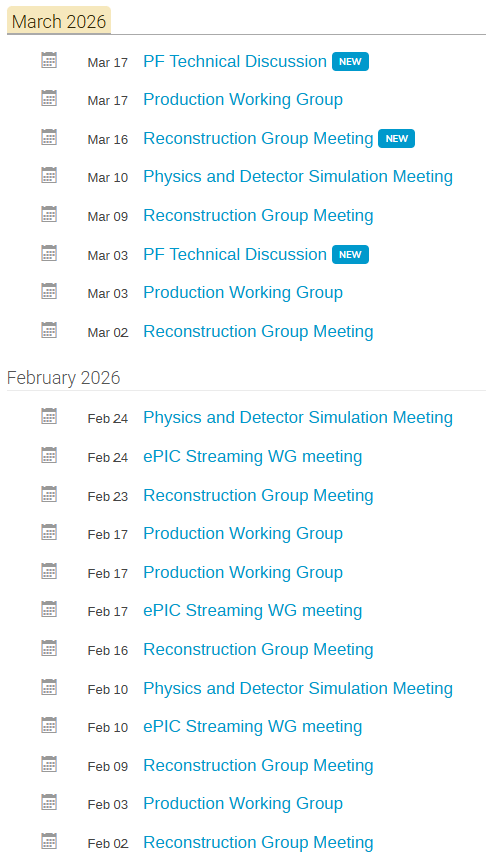 March 2026
Mar 17 PF Technical Discussion NEW
Mar 17 Production Working Group
Mar 16 Reconstruction Group Meeting NEW
Mar 10 Physics and Detector Simulation Meeting
Mar 09 Reconstruction Group Meeting
Mar 03 PF Technical Discussion NEW
Mar 03 Production Working Group
Mar 02 Reconstruction Group Meeting
February 2026
Feb 24 Physics and Detector Simulation Meeting
Feb 24 ePIC Streaming WG meeting
Feb 23 Reconstruction Group Meeting
Feb 17 Production Working Group
Feb 17 Production Working Group
Feb 17 ePIC Streaming WG meeting
Feb 16 Reconstruction Group Meeting
Feb 10 Physics and Detector Simulation Meeting
Feb 10 ePIC Streaming WG meeting
Feb 09 Reconstruction Group Meeting
Feb 03 Production Working Group
Feb 02 Reconstruction Group Meeting